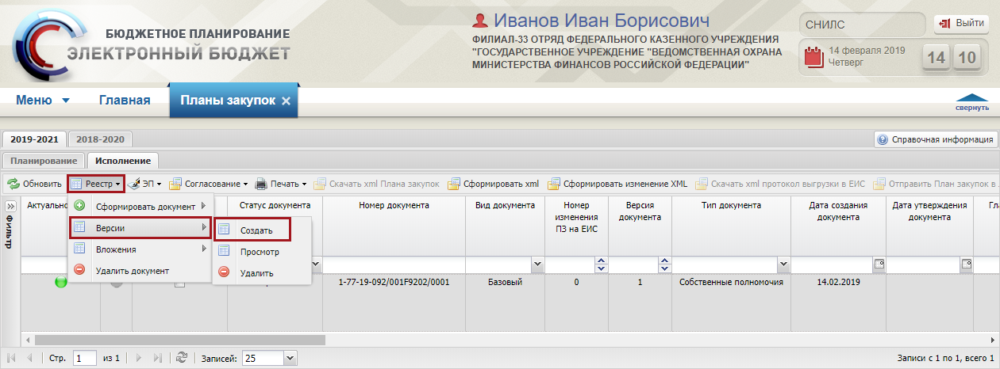 БЮДЖЕТНОЕ ПЛАНИРОВАНИЕ
ЭЛЕКТРОННЫЙ БЮДЖЕТ
Иванов Иван Борисович
ФИЛИАЛ-33 ОТРЯД ФЕДЕРАЛЬНОГО КАЗЕННОГО УЧРЕЖДЕНИЯ
"ГОСУДАРСТВЕННОЕ УЧРЕЖДЕНИЕ "ВЕДОМСТВЕННАЯ ОХРАНА
МИНИСТЕРСТВА ФИНАНСОВ РОССИЙСКОЙ ФЕДЕРАЦИИ"
СНИЛС
Выйти
14 февраля 2019
Четверг
14 10
Меню Главная Планы закупок
свернуть
2019-2021 2018-2020
Справочная информация
Планирование Исполнение
Обновить Реестр ЭП Согласование Печать Скачать xml Плана закупок Сформировать xml Сформировать изменение XML Скачать xml протокол выгрузки в ЕИС Отправить План закупок в
Фильтр
Актуально Статус документа Номер документа Вид документа Номер изменения ПЗ на ЕИС Версия документа Тип документа Дата создания документа Дата утверждения документа
Сформировать документ
Версии
Вложения
Удалить документ
Создать
Просмотр
Удалить
1-77-19-092/001F9202/0001 Базовый 0 1 Собственные полномочия 14.02.2019
Стр. 1 из 1 Записей: 25
Записи с 1 по 1, всего 1